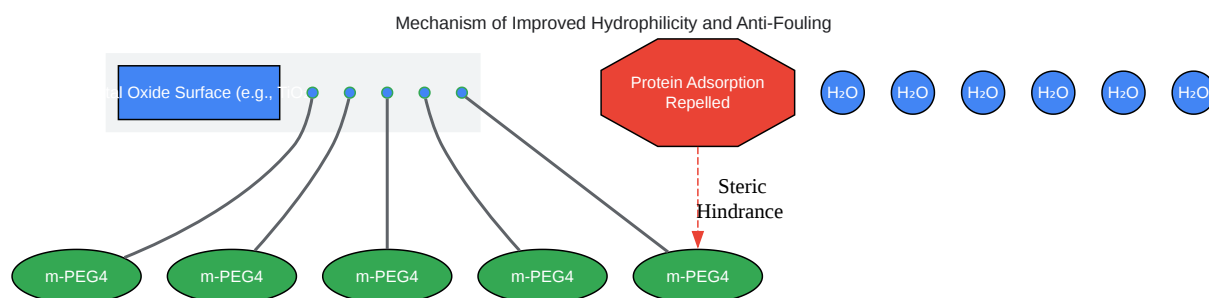 Mechanism of Improved Hydrophilicity and Anti-Fouling
Oxide Surface (e.g.,
Protein Adsorption
Repelled
H₂O
H₂O
H₂O
H₂O
H₂O
H₂O
Steric
Hindrance
m-PEG4
m-PEG4
m-PEG4
m-PEG4
m-PEG4